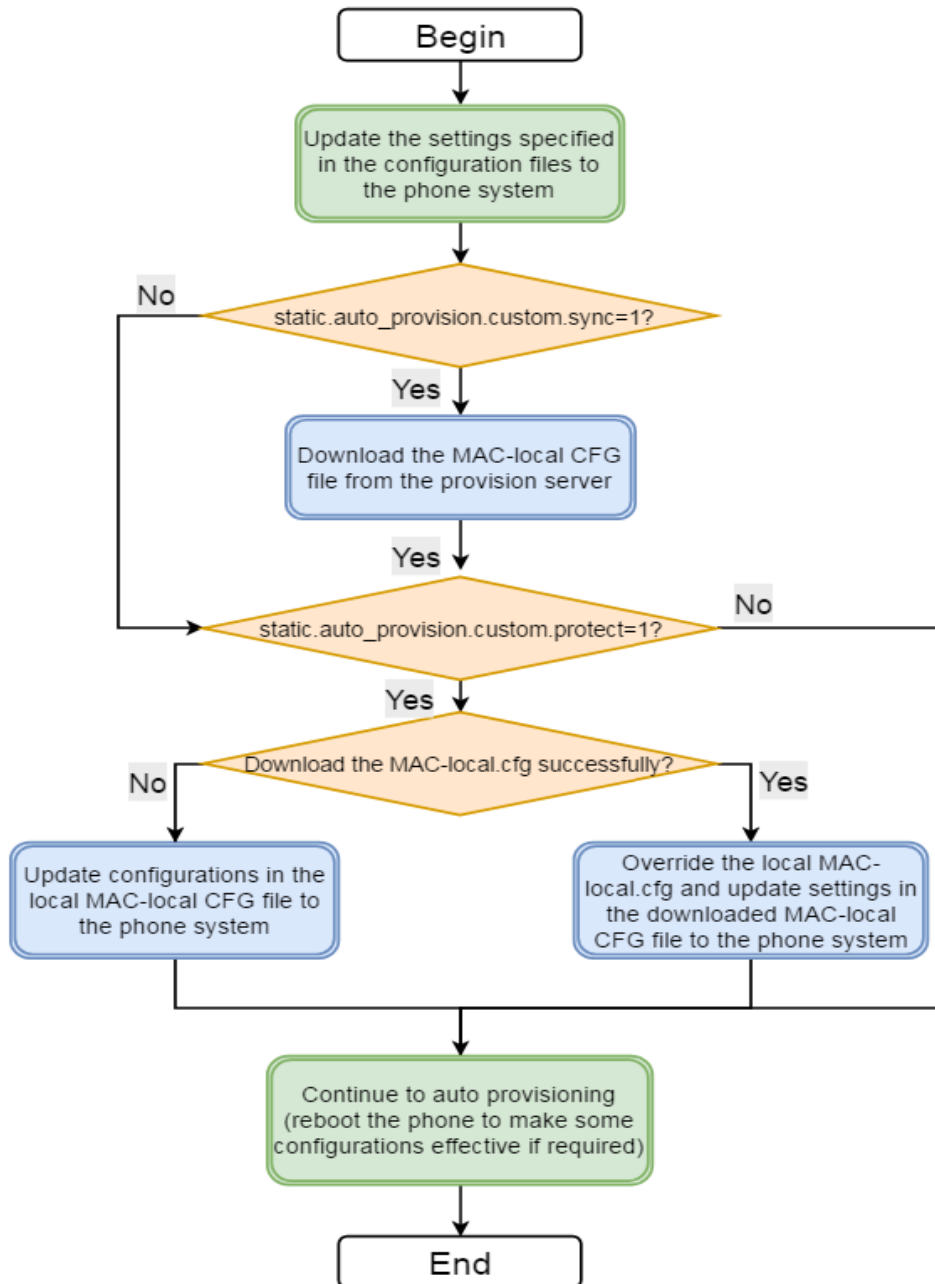 Begin
Update the settings specified
in the configuration files to
the phone system
No
static.auto_provision.custom.sync=1?
Yes
Download the MAC-local CFG
file from the provision server
Yes
static.auto_provision.custom.protect=1?
No
Yes
Download the MAC-local.cfg successfully?
No
Yes
Update configurations in the
local MAC-local CFG file to
the phone system
Override the local MAC-
local.cfg and update settings in
the downloaded MAC-local
CFG file to the phone system
Continue to auto provisioning
(reboot the phone to make some
configurations effective if required)
End